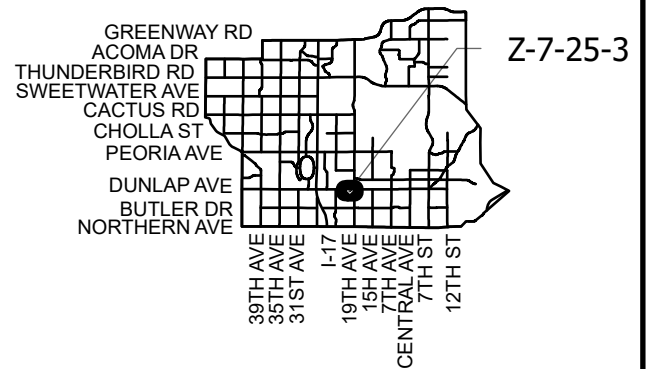 GREENWAY RD
Z-7-25-3
ACOMA DR
THUNDERBIRD RD
SWEETWATER AVE
CACTUS RD
CHOLLA ST
PEORIA AVE
DUNLAP AVE
BUTLER DR
NORTHERN AVE
39TH AVE
35TH AVE
31ST AVE
I-17
19TH AVE
15H AVE
7TH AVE
CENTRAL AVE
7TH ST
12TH ST